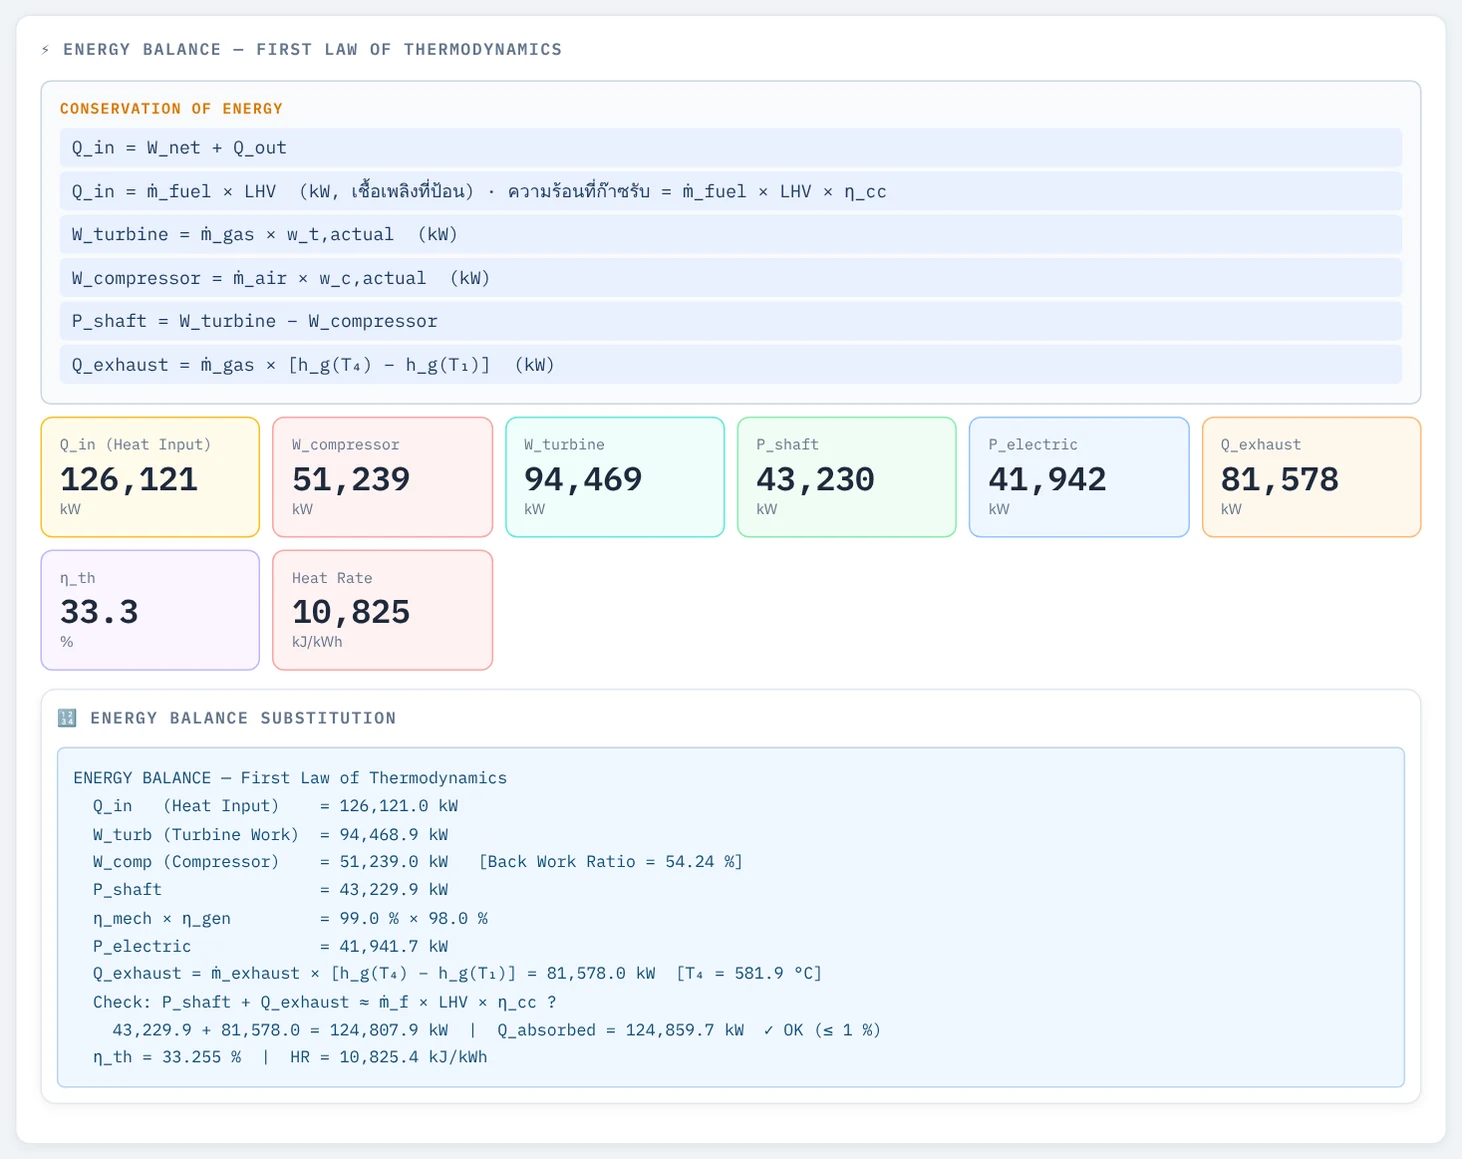 ⚡ ENERGY BALANCE — FIRST LAW OF THERMODYNAMICS
CONSERVATION OF ENERGY
Q_in = W_net + Q_out
Q_in = ṁ_fuel × LHV (kW, เชื้อเพลิงที่ป้อน) · ความร้อนที่ก๊าซรับ = ṁ_fuel × LHV × η_cc
W_turbine = ṁ_gas × w_t,actual (kW)
W_compressor = ṁ_air × w_c,actual (kW)
P_shaft = W_turbine − W_compressor
Q_exhaust = ṁ_gas × [h_g(T₄) − h_g(T₁)] (kW)
Q_in (Heat Input)
126,121
kW
W_compressor
51,239
kW
W_turbine
94,469
kW
P_shaft
43,230
kW
P_electric
41,942
kW
Q_exhaust
81,578
kW
η_th
33.3
%
Heat Rate
10,825
kJ/kWh
🔢 ENERGY BALANCE SUBSTITUTION
ENERGY BALANCE — First Law of Thermodynamics
Q_in (Heat Input) = 126,121.0 kW
W_turb (Turbine Work) = 94,468.9 kW
W_comp (Compressor) = 51,239.0 kW [Back Work Ratio = 54.24 %]
P_shaft = 43,229.9 kW
η_mech × η_gen = 99.0 % × 98.0 %
P_electric = 41,941.7 kW
Q_exhaust = ṁ_exhaust × [h_g(T₄) − h_g(T₁)] = 81,578.0 kW [T₄ = 581.9 °C]
Check: P_shaft + Q_exhaust ≈ ṁ_f × LHV × η_cc ?
43,229.9 + 81,578.0 = 124,807.9 kW | Q_absorbed = 124,859.7 kW ✓ OK (≤ 1 %)
η_th = 33.255 % | HR = 10,825.4 kJ/kWh